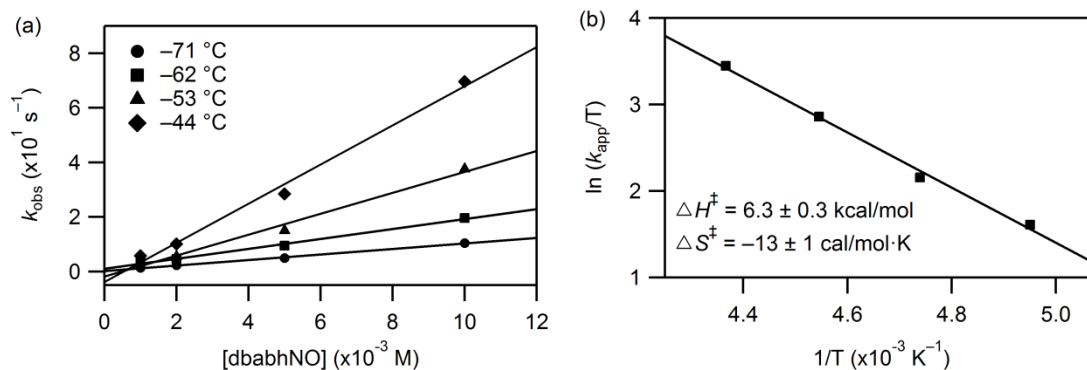 (a)
k_obs (x10¹ s⁻¹)
8
6
4
2
0
–71 °C
–62 °C
–53 °C
–44 °C
0
2
4
6
8
10
12
[dbabhNO] (x10⁻³ M)
(b)
ln (k_app/T)
4
3
2
1
△H‡ = 6.3 ± 0.3 kcal/mol
△S‡ = –13 ± 1 cal/mol·K
4.4
4.6
4.8
5.0
1/T (x10⁻³ K⁻¹)